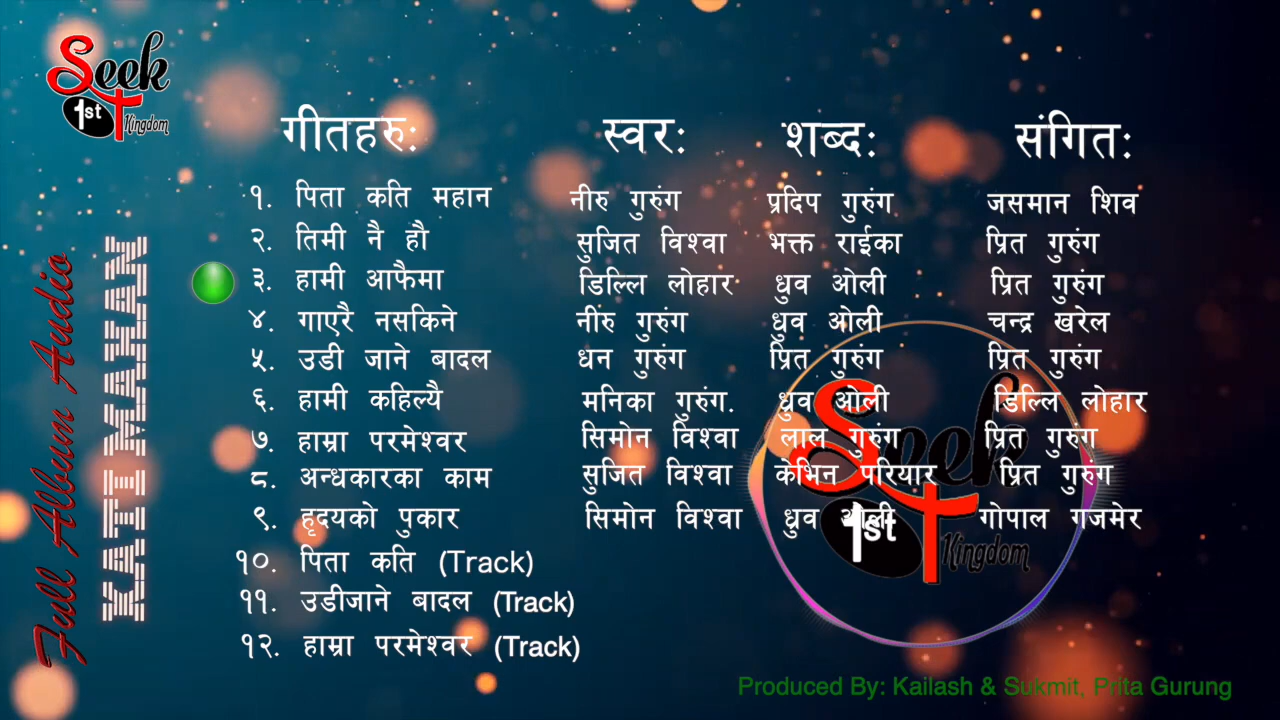 Seek
1st
Kingdom
Full Album Audio
KATI MAHAN
गीतहरुः स्वरः शब्दः संगितः
१. पिता कति महान नीरु गुरुंग प्रदिप गुरुंग जसमान शिव
२. तिमी नै हौ सुजित विश्वा भक्त राईका प्रित गुरुंग
३. हामी आफैमा डिल्लि लोहार धुव ओली प्रित गुरुंग
४. गाएरै नसकिने नींरु गुरुंग धुव ओली चन्द्र खरेल
५. उडी जाने बादल धन गुरुंग प्रित गुरुंग प्रित गुरुंग
६. हामी कहिल्यै मनिका गुरुंग. ध्रुव ओली डिल्लि लोहार
७. हाम्रा परमेश्वर सिमोन विश्वा लाल गुरुंग प्रित गुरुंग
८. अन्धकारका काम सुजित विश्वा केभिन परियार प्रित गुरुंग
९. हृदयको पुकार सिमोन विश्वा ध्रुव ओली गोपाल गजमेर
१०. पिता कति (Track)
११. उडीजाने बादल (Track)
१२. हाम्रा परमेश्वर (Track)
Seek
1st
Kingdom
Produced By: Kailash & Sukmit, Prita Gurung